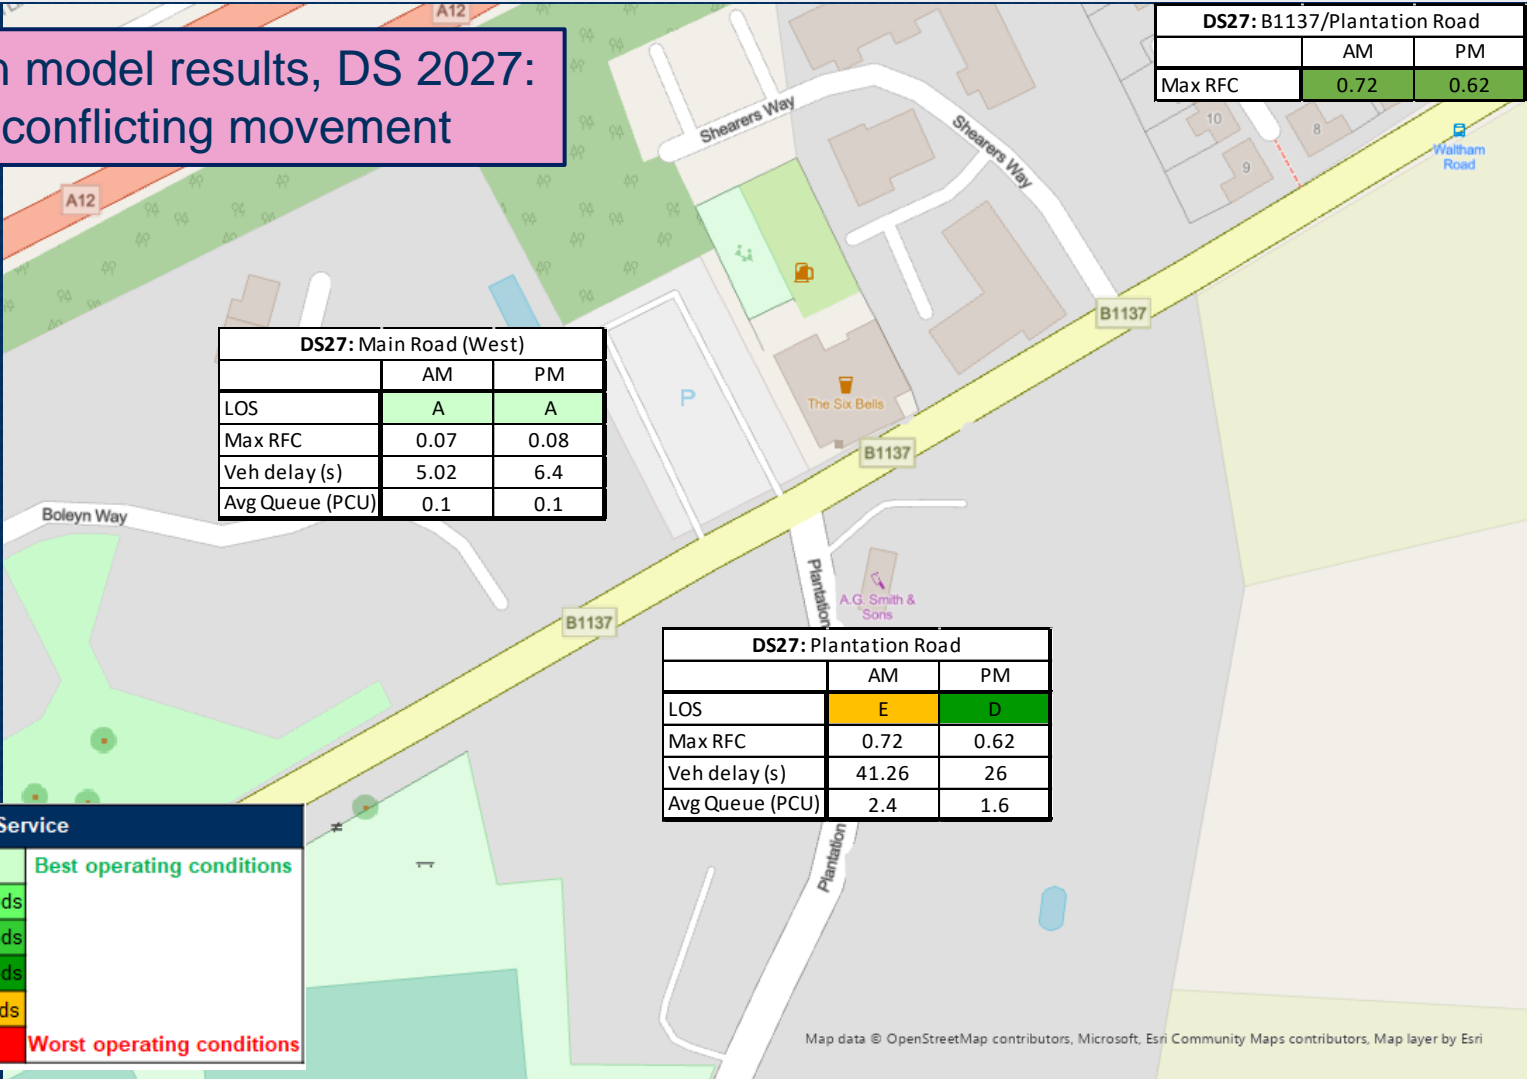 A12
n model results, DS 2027:
conflicting movement
DS27: B1137/Plantation Road
AM PM
Max RFC 0.72 0.62
Shearers Way
Shearers Way
10
8
9
Waltham
Road
A12
B1137
DS27: Main Road (West)
AM PM
LOS A A
Max RFC 0.07 0.08
Veh delay (s) 5.02 6.4
Avg Queue (PCU) 0.1 0.1
P
The Six Bells
B1137
Boleyn Way
Plantation
A.G. Smith &
Sons
B1137
DS27: Plantation Road
AM PM
LOS E D
Max RFC 0.72 0.62
Veh delay (s) 41.26 26
Avg Queue (PCU) 2.4 1.6
Plantation
Service
Best operating conditions
ds
ds
ds
ds
Worst operating conditions
Map data © OpenStreetMap contributors, Microsoft, Esri Community Maps contributors, Map layer by Esri